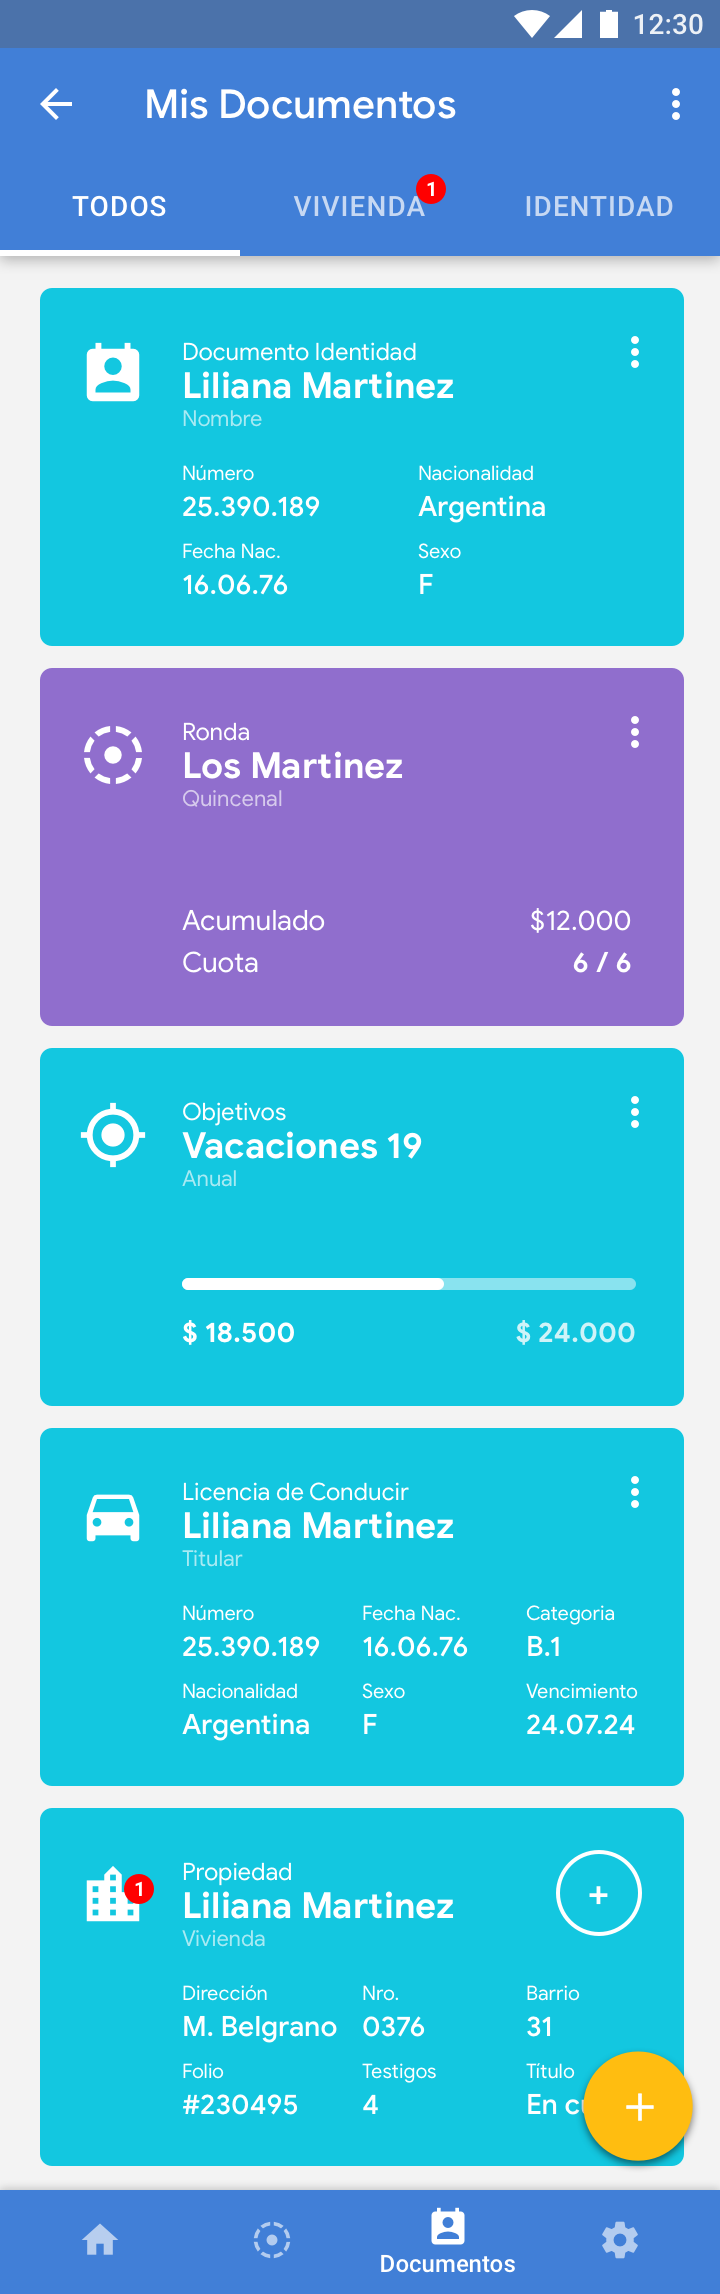 12:30
Mis Documentos
TODOS VIVIENDA 1 IDENTIDAD
Documento Identidad
Liliana Martinez
Nombre
Número Nacionalidad
25.390.189 Argentina
Fecha Nac. Sexo
16.06.76 F
Ronda
Los Martinez
Quincenal
Acumulado $12.000
Cuota 6 / 6
Objetivos
Vacaciones 19
Anual
$ 18.500 $ 24.000
Licencia de Conducir
Liliana Martinez
Titular
Número Fecha Nac. Categoria
25.390.189 16.06.76 B.1
Nacionalidad Sexo Vencimiento
Argentina F 24.07.24
1
Propiedad
Liliana Martinez
+
Vivienda
Dirección Nro. Barrio
M. Belgrano 0376 31
Folio Testigos Título
#230495 4 En
+
Documentos